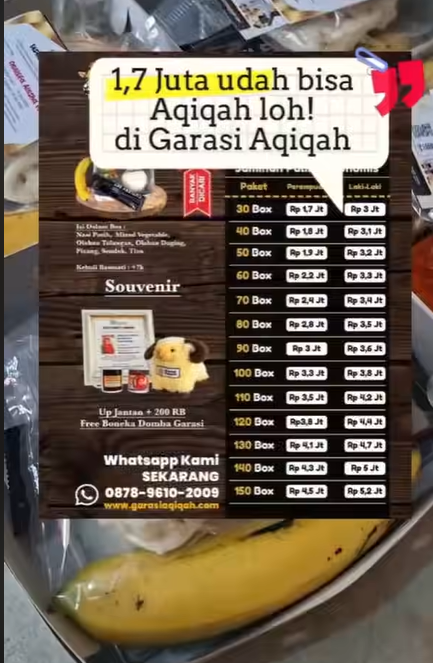 1,7 Juta udah bisa
Aqiqah loh!
di Garasi Aqiqah
BANYAK DICARI
Isi Dalam Box :
Nasi Putih, Mixed Vegetable,
Olahan Tulangan, Olahan Daging,
Pisang, Sendok, Tisu
Kebuli Basmati : +7k
Souvenir
Up Jantan + 200 RB
Free Boneka Domba Garasi
Whatsapp Kami
SEKARANG
0878-9610-2009
www.garasiaqiqah.com
Paket Perempuan Laki-Laki
30 Box Rp 1,7 Jt Rp 3 Jt
40 Box Rp 1,8 Jt Rp 3,1 Jt
50 Box Rp 1,9 Jt Rp 3,2 Jt
60 Box Rp 2,2 Jt Rp 3,3 Jt
70 Box Rp 2,4 Jt Rp 3,4 Jt
80 Box Rp 2,8 Jt Rp 3,5 Jt
90 Box Rp 3 Jt Rp 3,6 Jt
100 Box Rp 3,3 Jt Rp 3,8 Jt
110 Box Rp 3,5 Jt Rp 4,2 Jt
120 Box Rp3,8 Jt Rp 4,4 Jt
130 Box Rp 4,1 Jt Rp 4,7 Jt
140 Box Rp 4,3 Jt Rp 5 Jt
150 Box Rp 4,5 Jt Rp 5,2 Jt